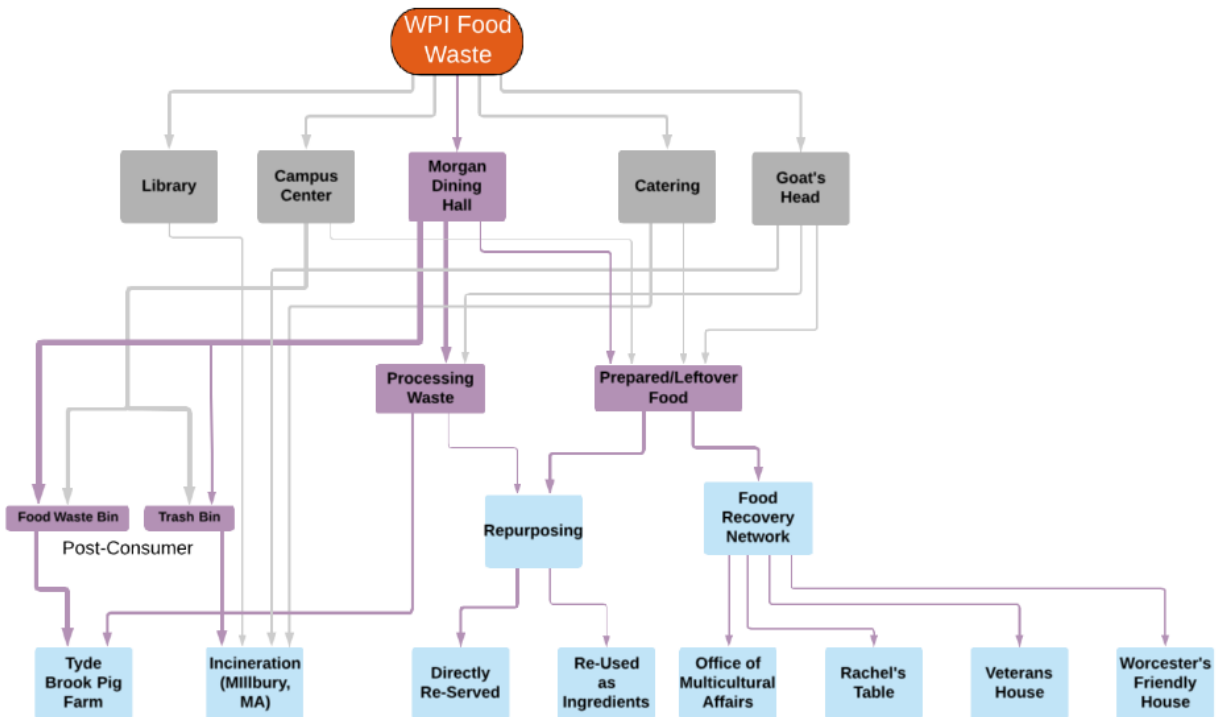 WPI Food
Waste
Library
Campus
Center
Morgan
Dining
Hall
Catering
Goat's
Head
Processing
Waste
Prepared/Leftover
Food
Food Waste Bin
Trash Bin
Post-Consumer
Repurposing
Food
Recovery
Network
Tyde
Brook Pig
Farm
Incineration
(MIllbury,
MA)
Directly
Re-Served
Re-Used
as
Ingredients
Office of
Multicultural
Affairs
Rachel's
Table
Veterans
House
Worcester's
Friendly
House